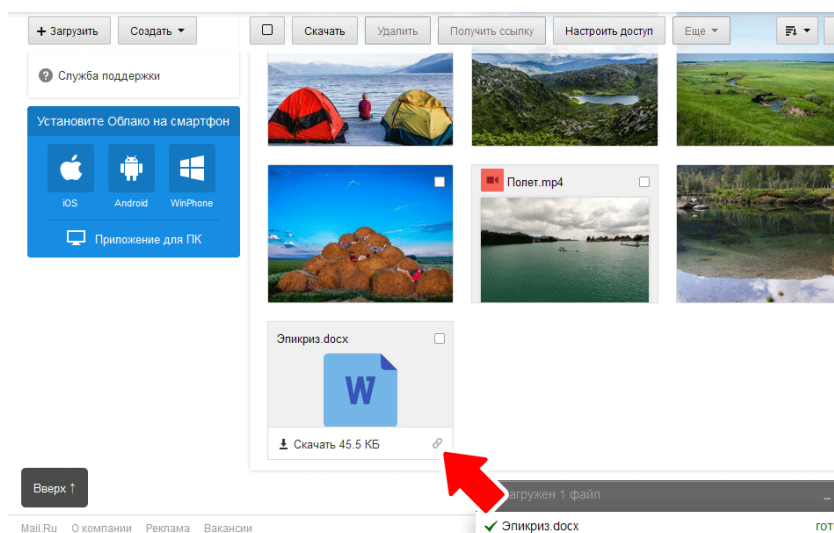 + Загрузить Создать Скачать Удалить Получить ссылку Настроить доступ Еще
Служба поддержки
Установите Облако на смартфон
iOS Android WinPhone
Приложение для ПК
Полет.mp4
Эпикриз.docx
W
Скачать 45.5 КБ
Вверх ↑
агружен 1 файл
Эпикриз.docx гот
Mail.Ru О компании Реклама Вакансии